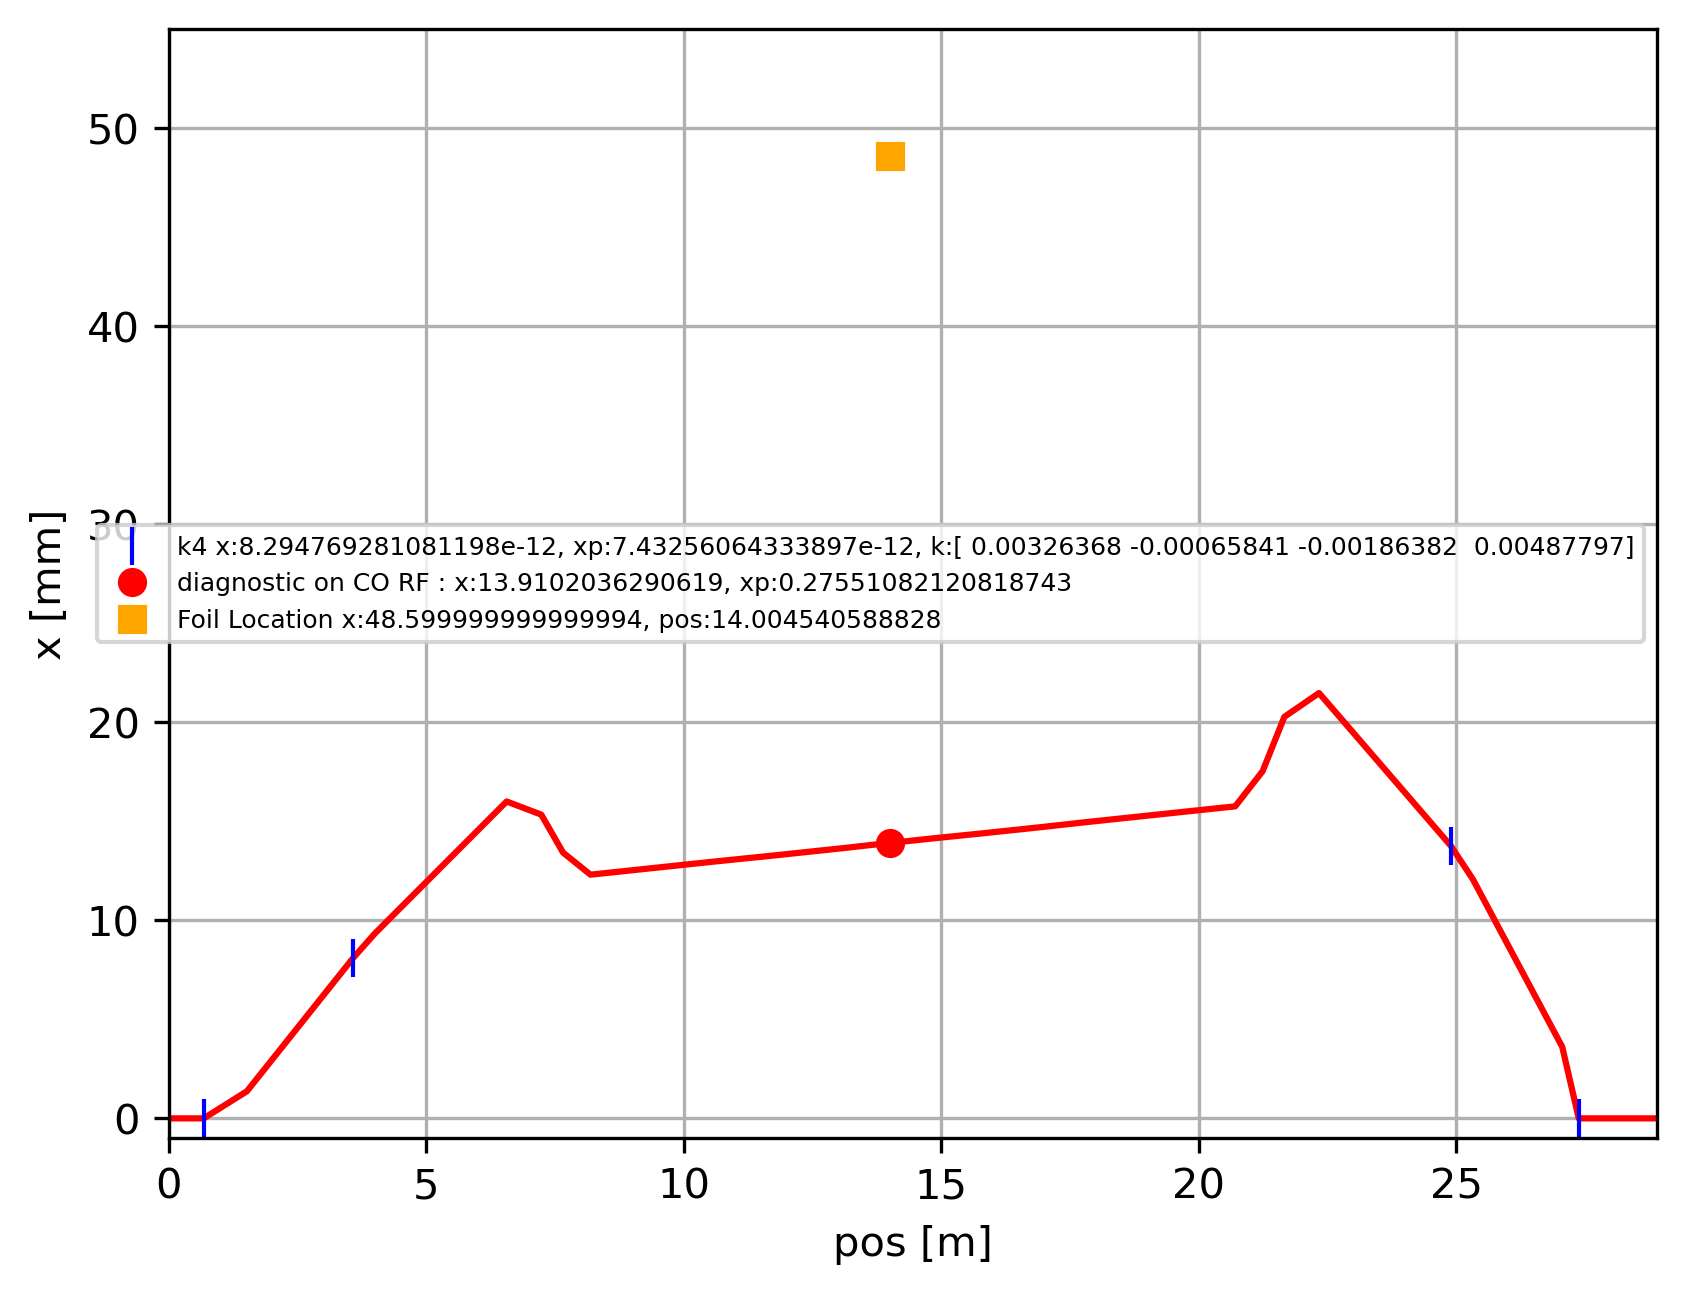 50
40
30
k4 x:8.294769281081198e-12, xp:7.43256064333897e-12, k:[ 0.00326368 -0.00065841 -0.00186382  0.00487797]
diagnostic on CO RF : x:13.9102036290619, xp:0.27551082120818743
Foil Location x:48.599999999999994, pos:14.004540588828
x [mm]
20
10
0
0 5 10 15 20 25
pos [m]